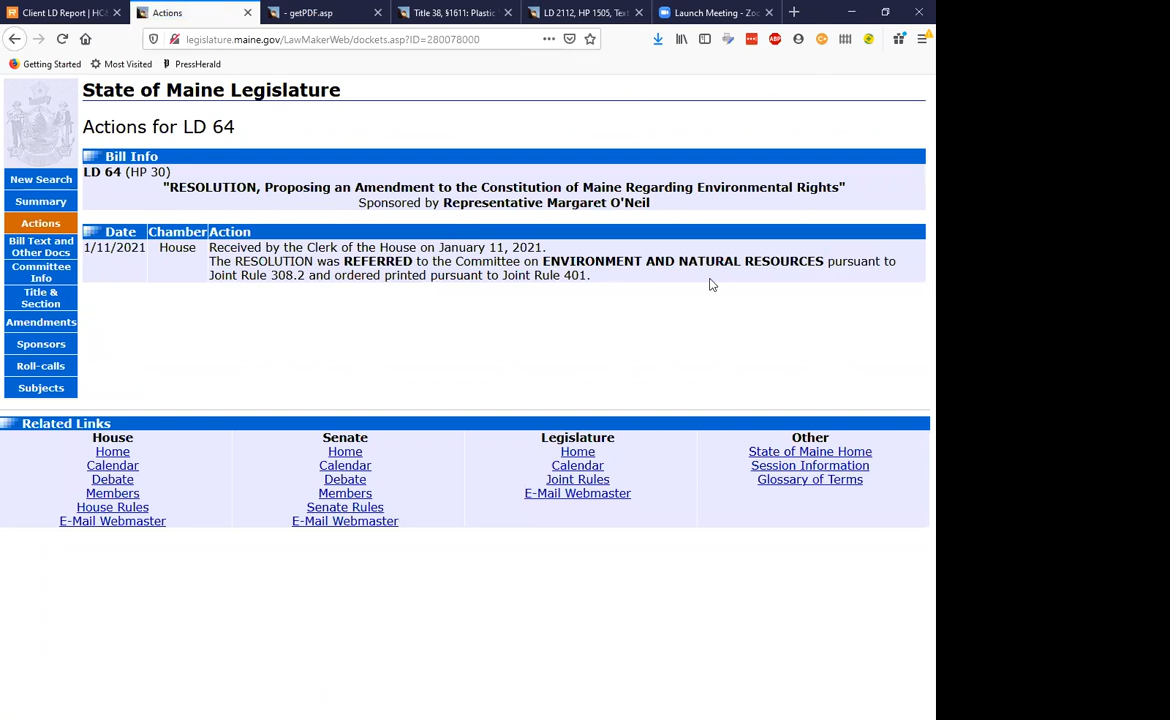 Client LD Report | HC
Actions
- getPDF.asp
Title 38, §1611: Plastic
LD 2112, HP 1505, Text
Launch Meeting - Zoo
legislature.maine.gov/LawMakerWeb/dockets.asp?ID=280078000
Getting Started
Most Visited
PressHerald
State of Maine Legislature
Actions for LD 64
Bill Info
LD 64 (HP 30)
"RESOLUTION, Proposing an Amendment to the Constitution of Maine Regarding Environmental Rights"
Sponsored by Representative Margaret O'Neil
Date Chamber Action
1/11/2021 House Received by the Clerk of the House on January 11, 2021.
The RESOLUTION was REFERRED to the Committee on ENVIRONMENT AND NATURAL RESOURCES pursuant to
Joint Rule 308.2 and ordered printed pursuant to Joint Rule 401.
New Search
Summary
Actions
Bill Text and
Other Docs
Committee
Info
Title &
Section
Amendments
Sponsors
Roll-calls
Subjects
Related Links
House Senate Legislature Other
Home Home Home State of Maine Home
Calendar Calendar Calendar Session Information
Debate Debate Joint Rules Glossary of Terms
Members Members E-Mail Webmaster
House Rules Senate Rules
E-Mail Webmaster E-Mail Webmaster